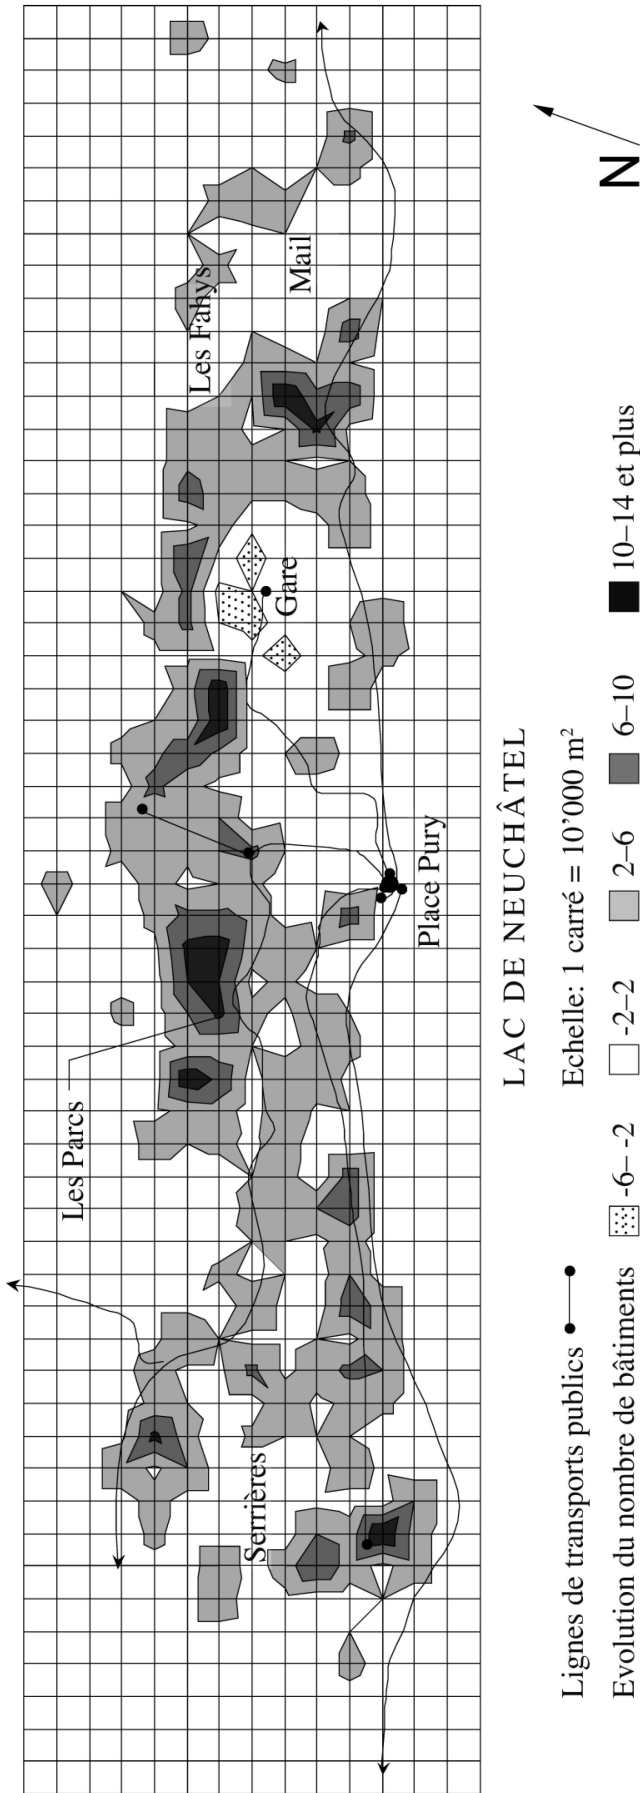 Les Parcs
Les Fahys
Mail
Gare
Serrières
Place Pury
LAC DE NEUCHÂTEL
Echelle: 1 carré = 10’000 m²
N
Lignes de transports publics
Evolution du nombre de bâtiments -6– -2 -2–2 2–6 6–10 10–14 et plus